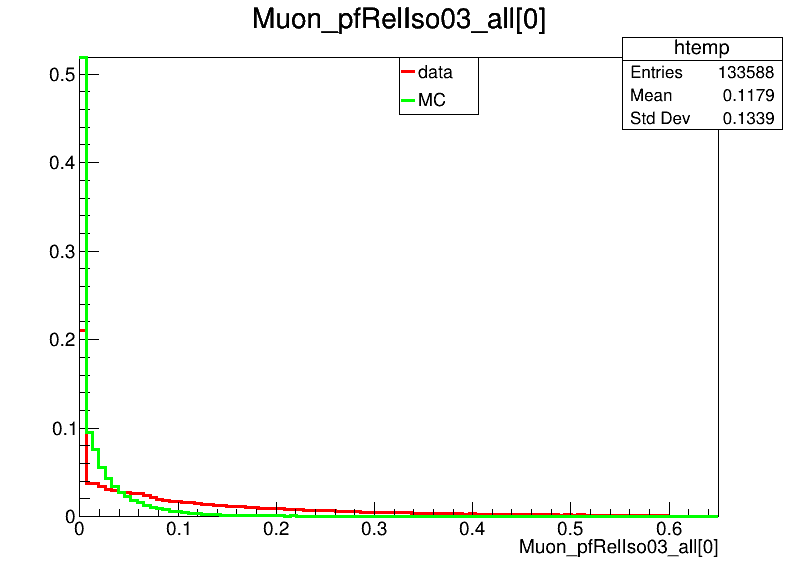 Muon_pfRelIso03_all[0]
htemp
Entries 133588
Mean 0.1179
Std Dev 0.1339
data
MC
0.5
0.4
0.3
0.2
0.1
0
0 0.1 0.2 0.3 0.4 0.5 0.6
Muon_pfRelIso03_all[0]